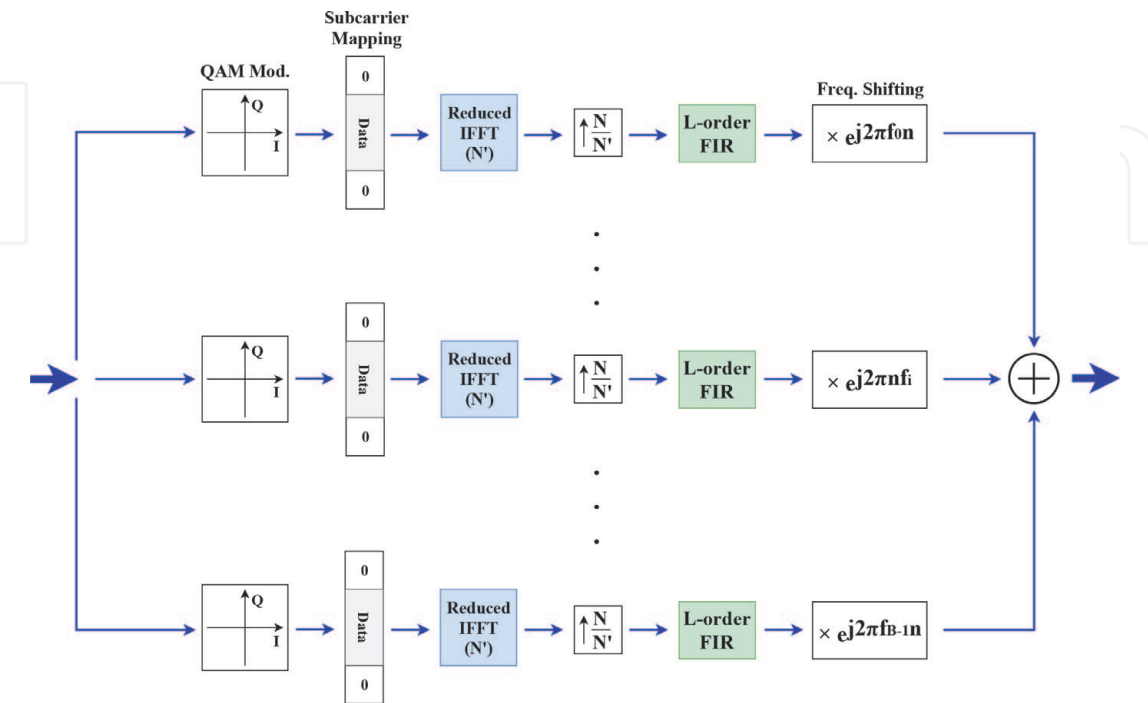 Subcarrier
Mapping
QAM Mod.
Freq. Shifting
Q
I
0
Data
0
Reduced
IFFT
(N')
↑ N
N'
L-order
FIR
× ej2πf0n
Q
I
0
Data
0
Reduced
IFFT
(N')
↑ N
N'
L-order
FIR
× ej2πnfi
Q
I
0
Data
0
Reduced
IFFT
(N')
↑ N
N'
L-order
FIR
× ej2πfB-1n